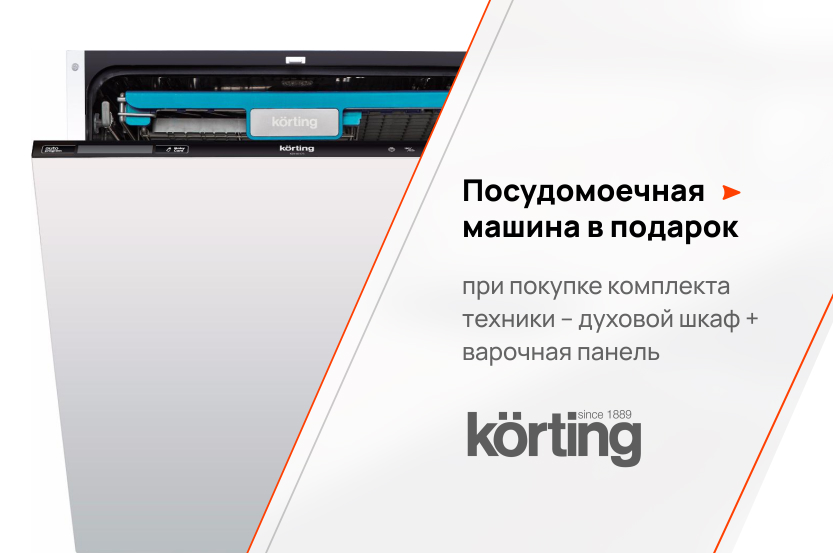 körting
körting
Посудомоечная
машина в подарок
при покупке комплекта
техники – духовой шкаф +
варочная панель
since 1889
körting